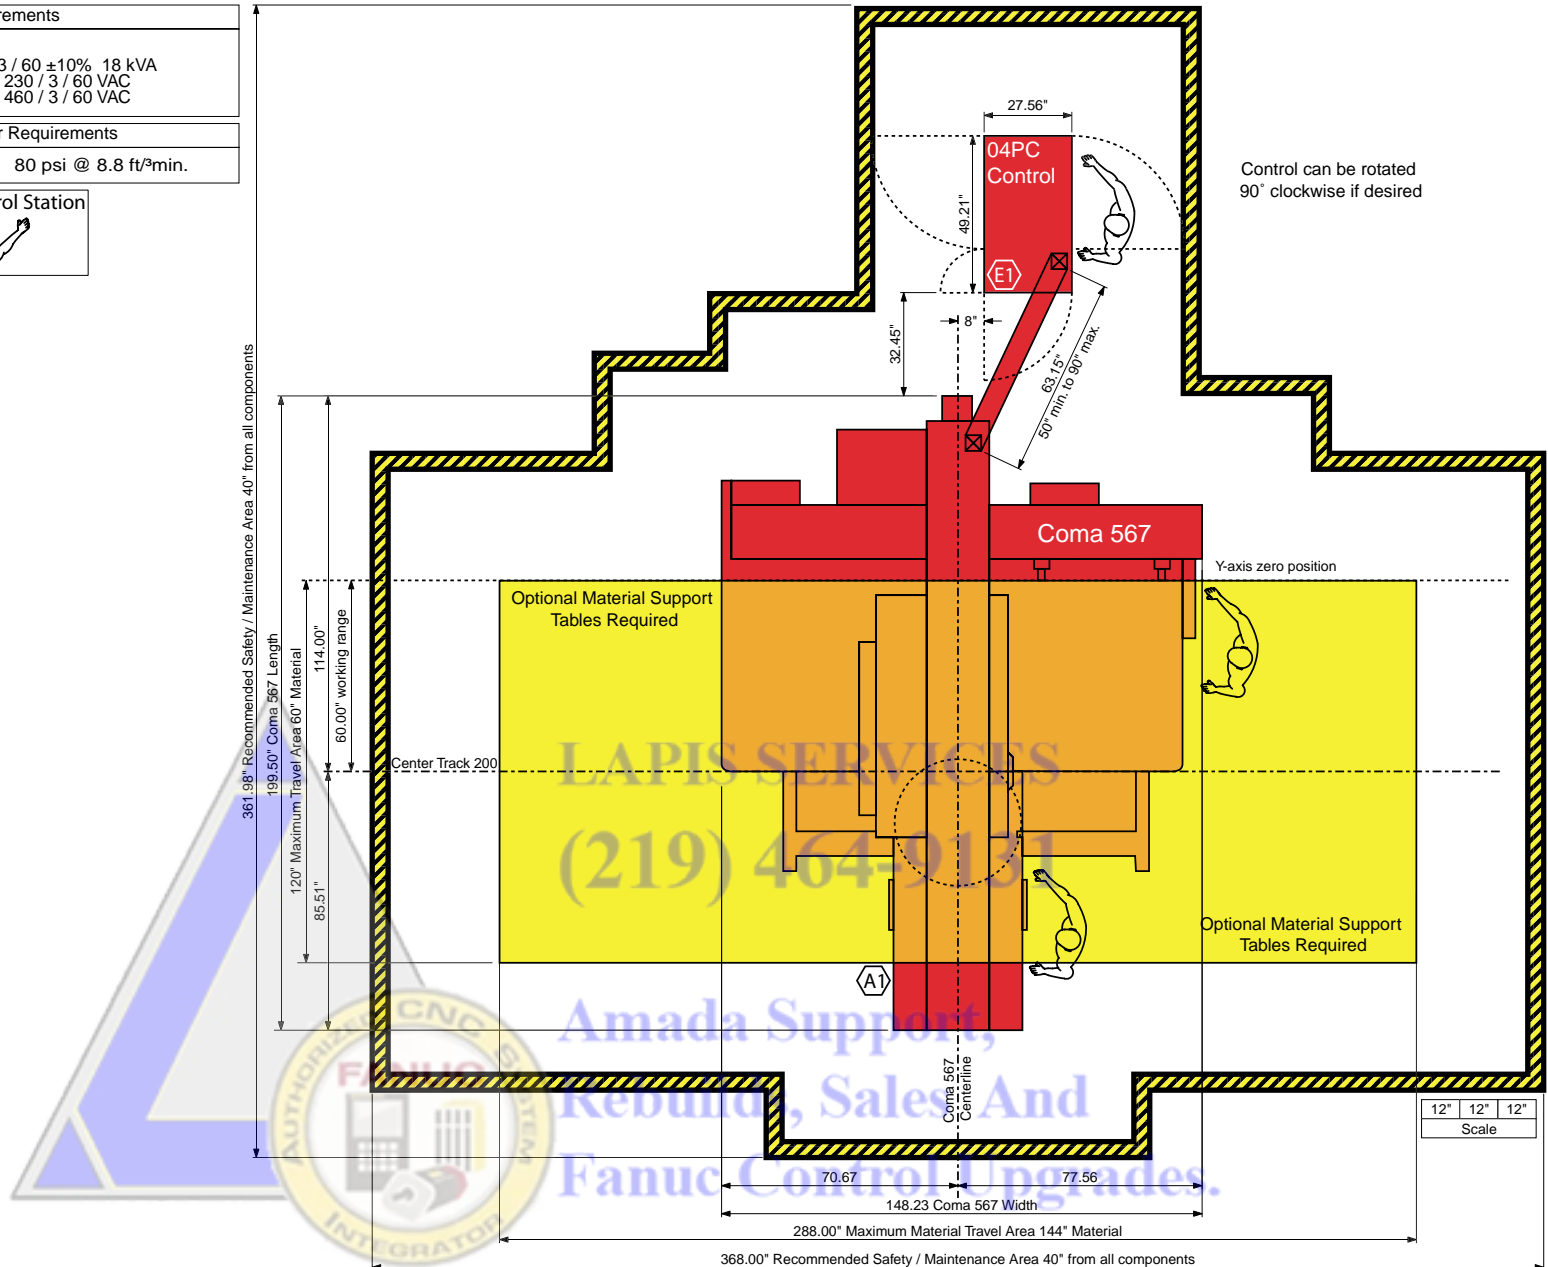 3 / 60 ±10% 18 kVA
230 / 3 / 60 VAC
460 / 3 / 60 VAC
Requirements
80 psi @ 8.8 ft/³min.
Station
27.56"
04PC
Control
49.21"
E1
Control can be rotated
90˚ clockwise if desired
32.45"
8"
63.15"
50" min. to 90" max.
Coma 567
Y-axis zero position
Optional Material Support
Tables Required
361.98" Recommended Safety / Maintenance Area 40" from all components
199.50" Coma 567 Length
120" Maximum Travel Area 60" Material
114.00"
60.00" working range
85.51"
Center Track 200
LAPIS SERVICES
(219) 464-9131
Optional Material Support
Tables Required
A1
Amada Support,
Rebuilds, Sales And
Fanuc Control Upgrades.
AUTHORIZED CNC SYSTEM
FANUC
INTEGRATOR
Coma 567
Centerline
12" 12" 12"
Scale
70.67
77.56
148.23 Coma 567 Width
288.00" Maximum Material Travel Area 144" Material
368.00" Recommended Safety / Maintenance Area 40" from all components